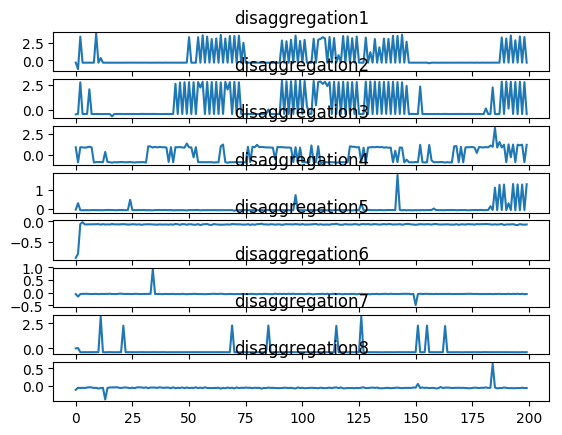 disaggregation1
2.5
0.0
disaggregation2
2.5
0.0
disaggregation3
2.5
0.0
disaggregation4
1
0
disaggregation5
0.0
−0.5
disaggregation6
1.0
0.5
0.0
−0.5
disaggregation7
2.5
0.0
disaggregation8
0.5
0.0
0 25 50 75 100 125 150 175 200